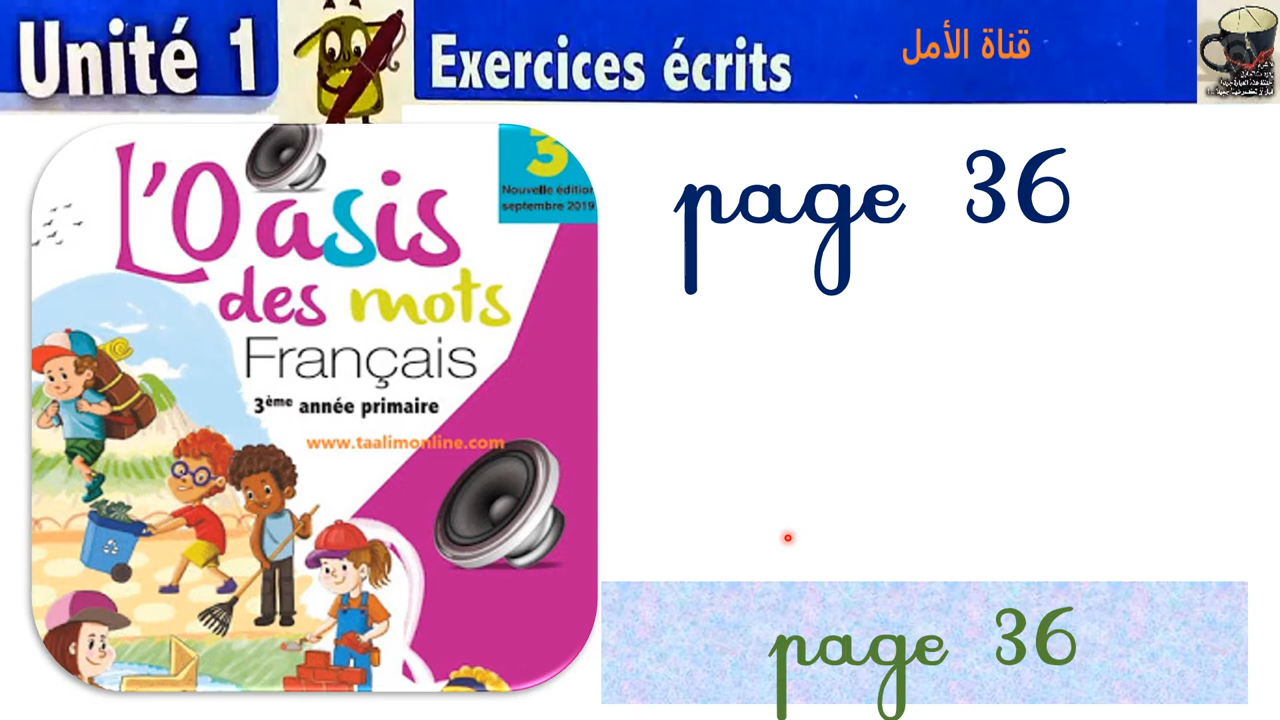 Unité 1
Exercices écrits
قناة الأمل
page 36
3
Nouvelle édition
septembre 2019
L'Oasis
des mots
Français
3ème année primaire
www.taalimonline.com
page 36